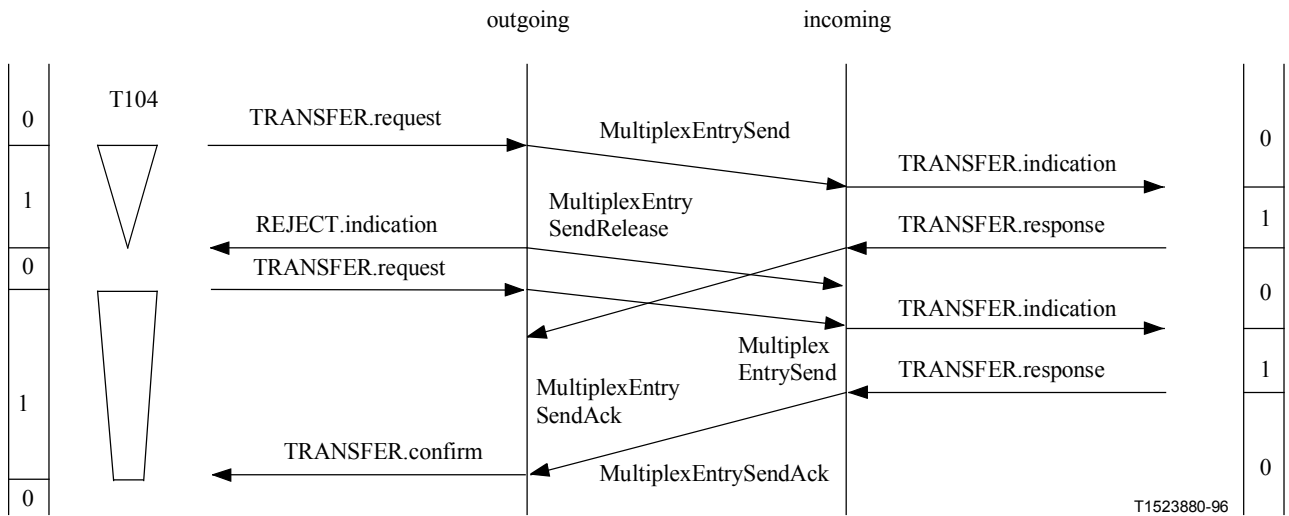 outgoing
incoming
T104
0
TRANSFER.request
MultiplexEntrySend
0
TRANSFER.indication
1
MultiplexEntry
SendRelease
REJECT.indication
TRANSFER.response
1
0
TRANSFER.request
0
TRANSFER.indication
Multiplex
EntrySend
TRANSFER.response
1
1
MultiplexEntry
SendAck
TRANSFER.confirm
MultiplexEntrySendAck
0
0
T1523880-96